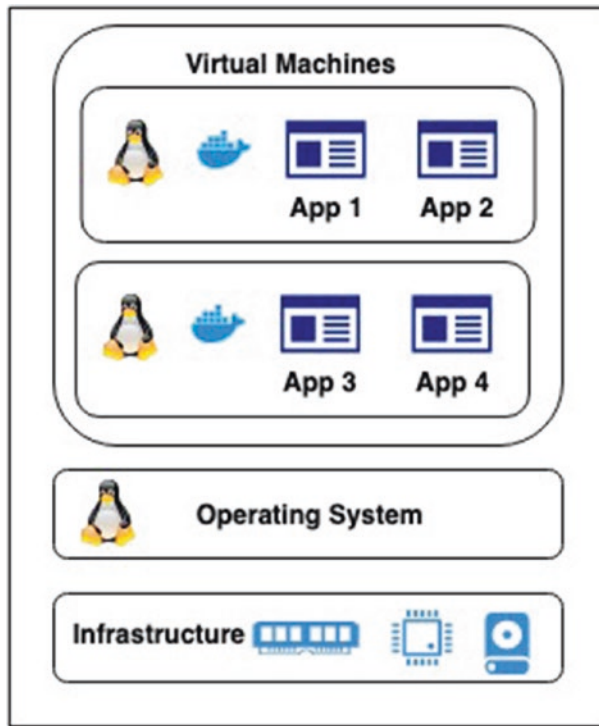 Virtual Machines
App 1
App 2
App 3
App 4
Operating System
Infrastructure